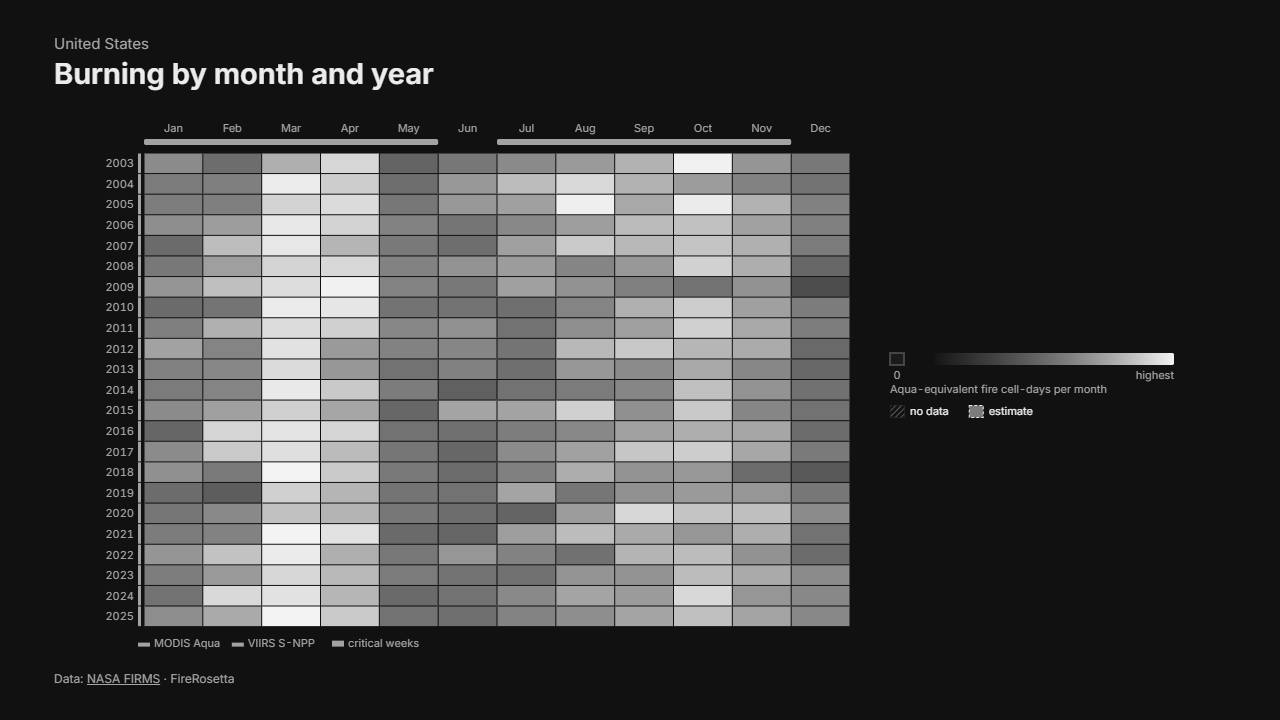 United States
Burning by month and year
Jan Feb Mar Apr May Jun Jul Aug Sep Oct Nov Dec
2003
2004
2005
2006
2007
2008
2009
2010
2011
2012
2013
2014
2015
2016
2017
2018
2019
2020
2021
2022
2023
2024
2025
0 highest
Aqua-equivalent fire cell-days per month
no data estimate
MODIS Aqua VIIRS S-NPP critical weeks
Data: NASA FIRMS · FireRosetta